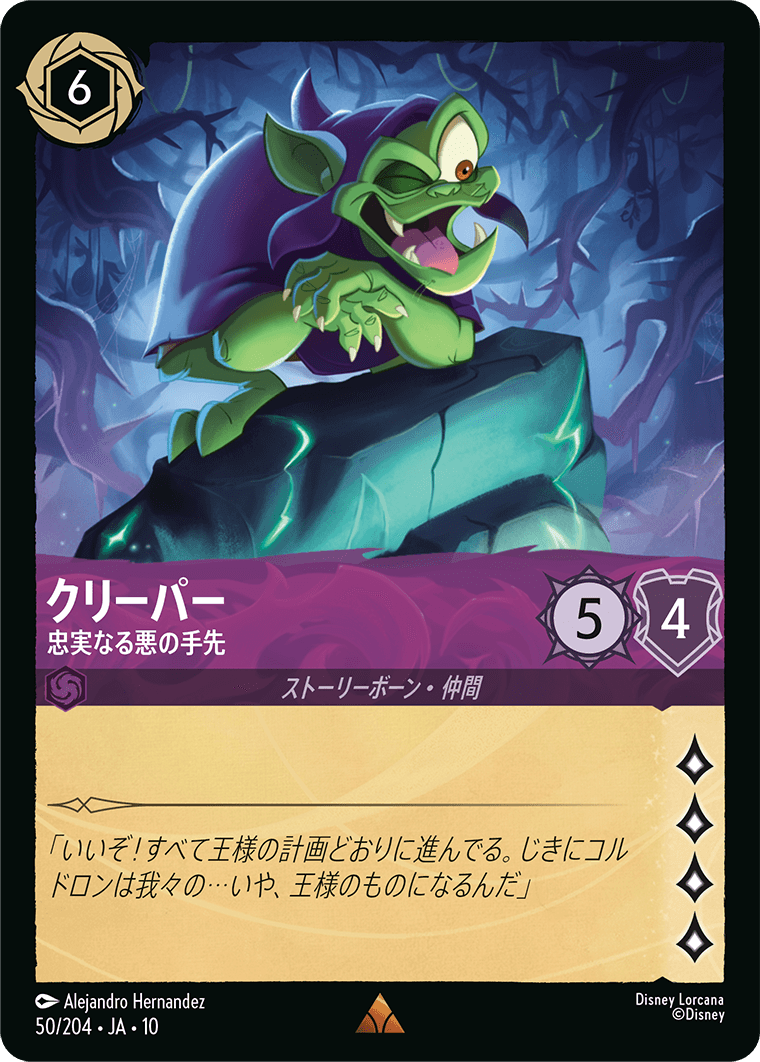 6
クリーパー
忠実なる悪の手先
5
4
ストーリーボーン・仲間
「いいぞ！すべて王様の計画どおりに進んでる。じきにコル
ドロンは我々の…いや、王様のものになるんだ」
Alejandro Hernandez
50/204・JA・10
Disney Lorcana
©Disney